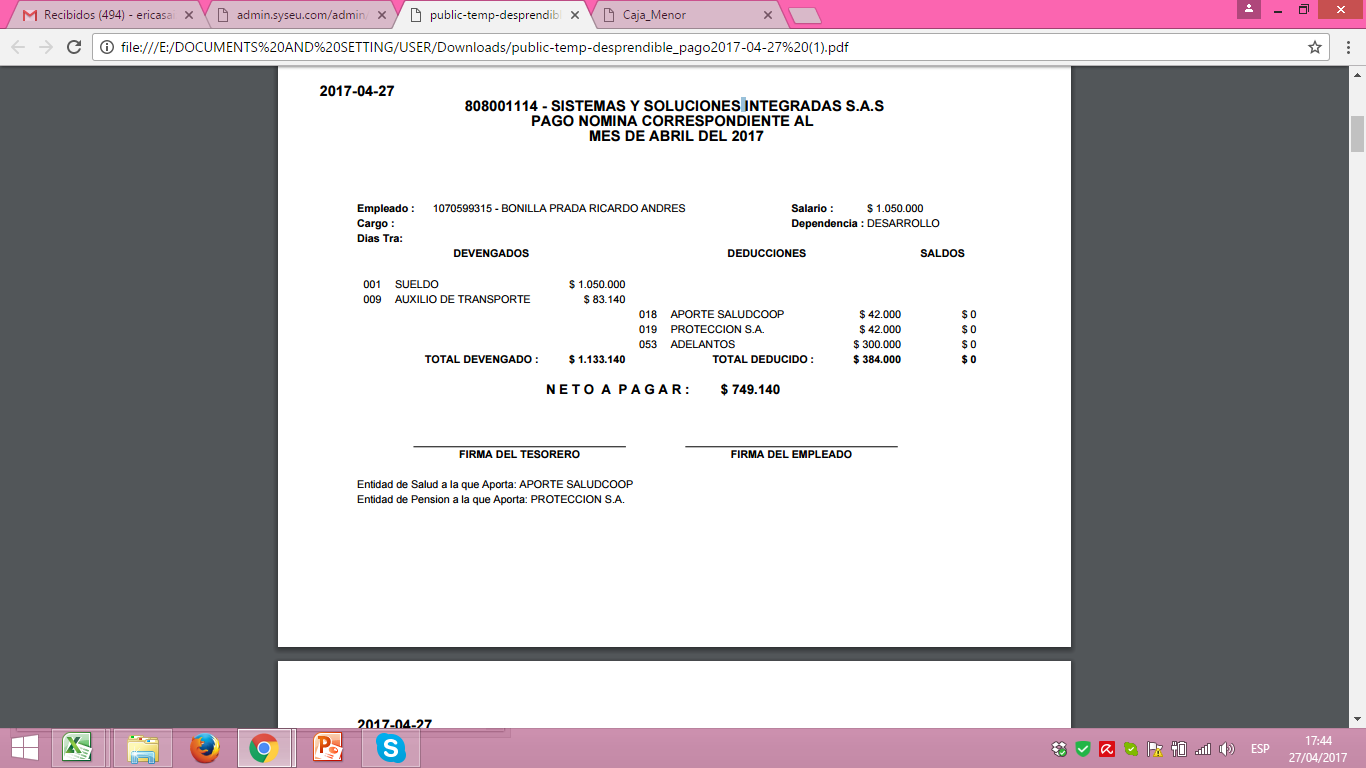 Recibidos (494) - ericasa
admin.syseu.com/admin/
public-temp-desprendibl
Caja_Menor
file:///E:/DOCUMENTS%20AND%20SETTING/USER/Downloads/public-temp-desprendible_pago2017-04-27%20(1).pdf
2017-04-27
808001114 - SISTEMAS Y SOLUCIONES INTEGRADAS S.A.S
PAGO NOMINA CORRESPONDIENTE AL
MES DE ABRIL DEL 2017
Empleado : 1070599315 - BONILLA PRADA RICARDO ANDRES Salario : $ 1.050.000
Cargo : Dependencia : DESARROLLO
Dias Tra:
DEVENGADOS DEDUCCIONES SALDOS
001 SUELDO $ 1.050.000
009 AUXILIO DE TRANSPORTE $ 83.140
018 APORTE SALUDCOOP $ 42.000 $ 0
019 PROTECCION S.A. $ 42.000 $ 0
053 ADELANTOS $ 300.000 $ 0
TOTAL DEVENGADO : $ 1.133.140 TOTAL DEDUCIDO : $ 384.000 $ 0
N E T O A P A G A R : $ 749.140
FIRMA DEL TESORERO FIRMA DEL EMPLEADO
Entidad de Salud a la que Aporta: APORTE SALUDCOOP
Entidad de Pension a la que Aporta: PROTECCION S.A.
2017-04-27
ESP
17:44
27/04/2017